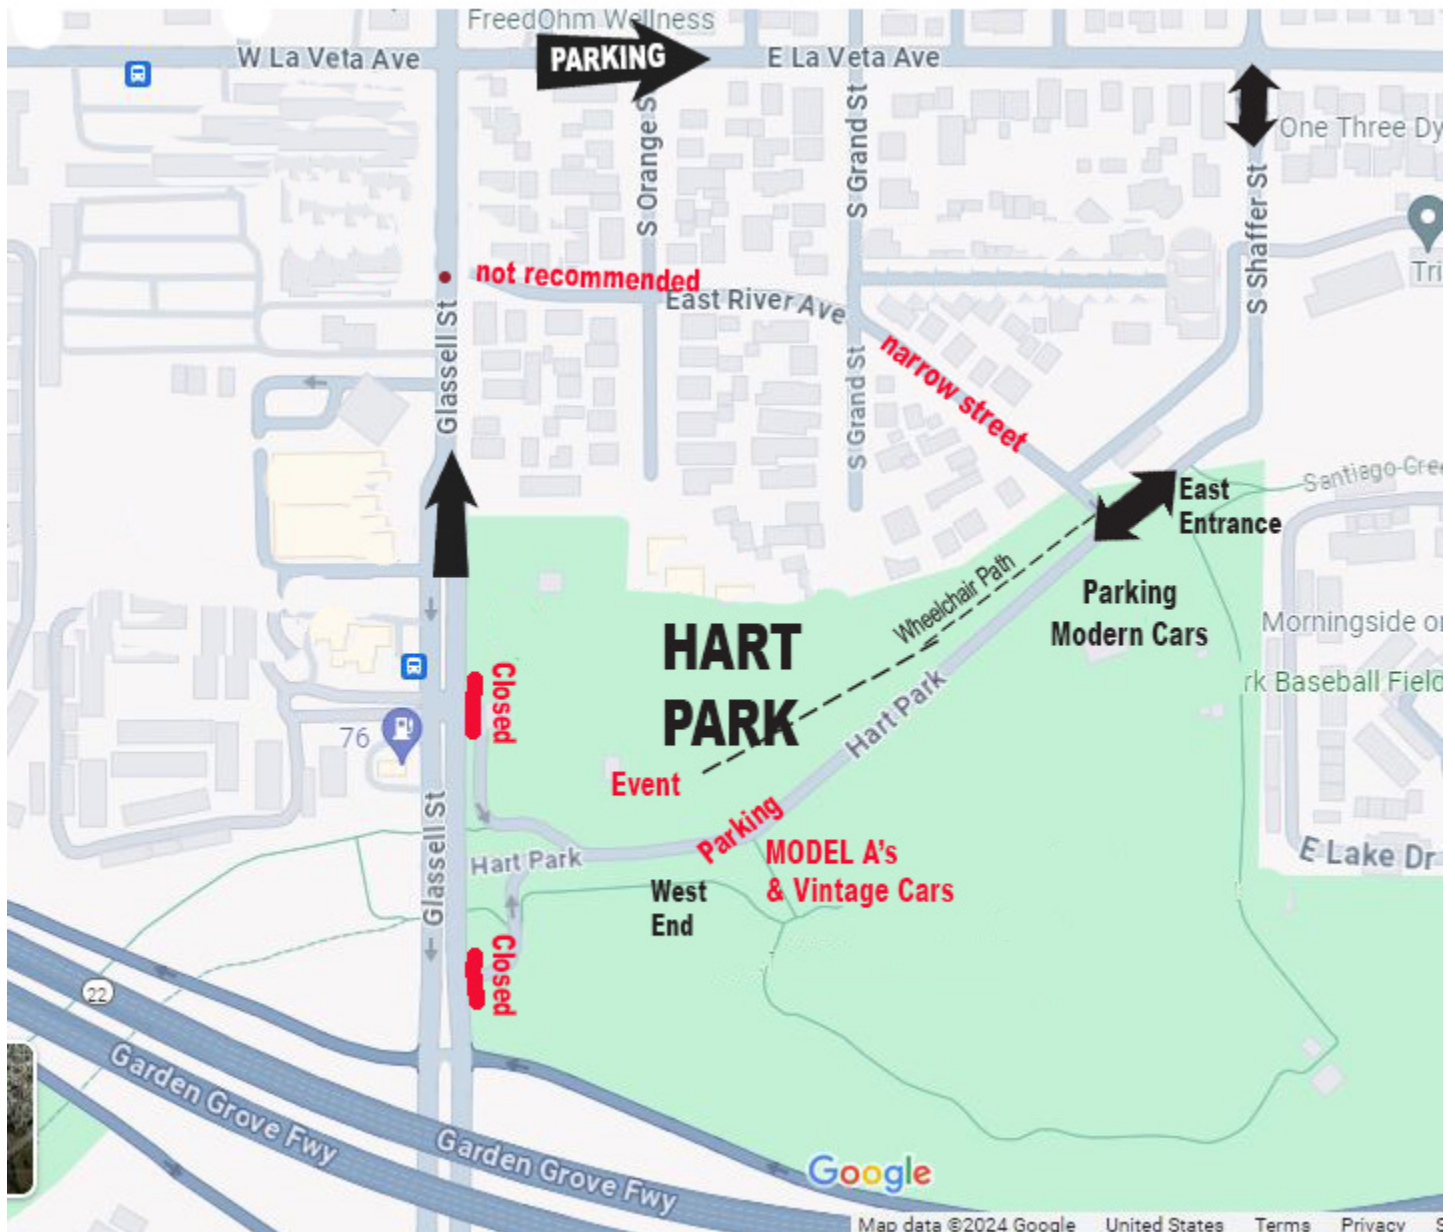 FreedOhm Wellness
W La Veta Ave
PARKING
E La Veta Ave
S Orange S
S Grand St
One Three Dy
S Shaffer St
Tri
not recommended
East River Ave
Glassell St
narrow street
S Grand St
Santiago Cree
East
Entrance
Wheelchair Path
Parking
Modern Cars
HART
PARK
Morningside or
Closed
rk Baseball Field
Hart Park
76
Event
Parking
Glassell St
MODEL A's
& Vintage Cars
Hart Park
E Lake Dr
West
End
Closed
22
Garden Grove Fwy
Garden Grove Fwy
Google
Map data ©2024 Google United States Terms Privacy